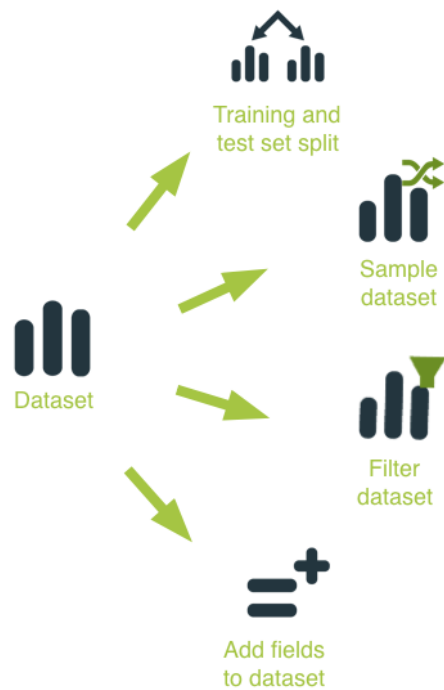 Training and
test set split
Sample
dataset
Dataset
Filter
dataset
Add fields
to dataset